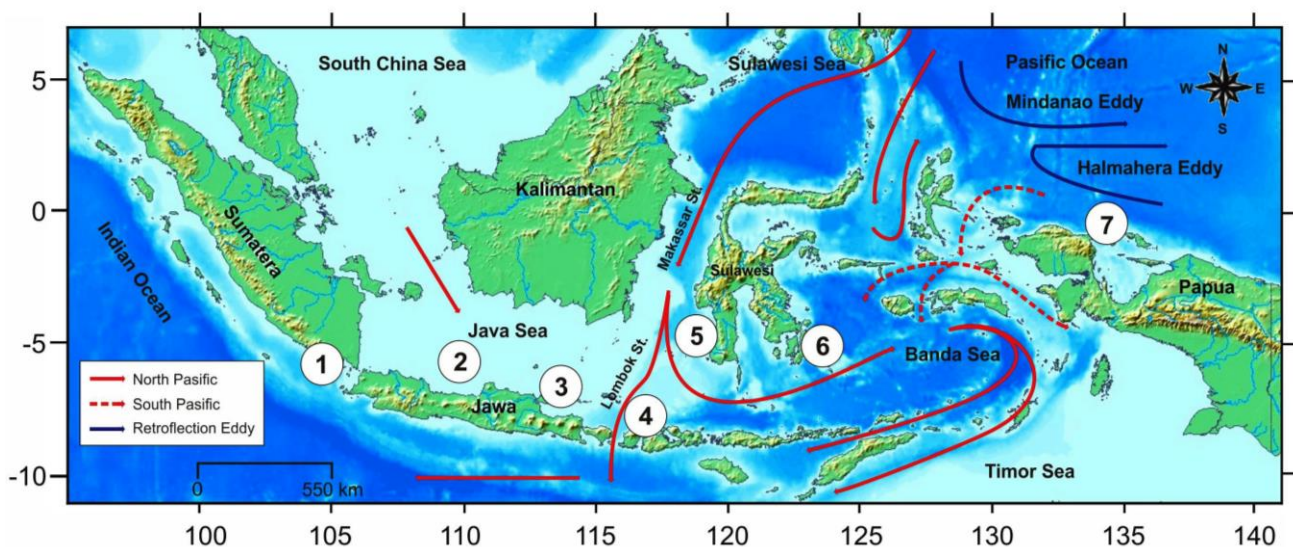 South China Sea
Sulawesi Sea
Pasific Ocean
Mindanao Eddy
Halmahera Eddy
N
W E
S
Kalimantan
Makassar St.
Sumatera
Indian Ocean
Sulawesi
Papua
Java Sea
Lombok St.
Banda Sea
Jawa
Timor Sea
1
2
3
4
5
6
7
North Pasific
South Pasific
Retroflection Eddy
0 550 km
5
0
-5
-10
100 105 110 115 120 125 130 135 140